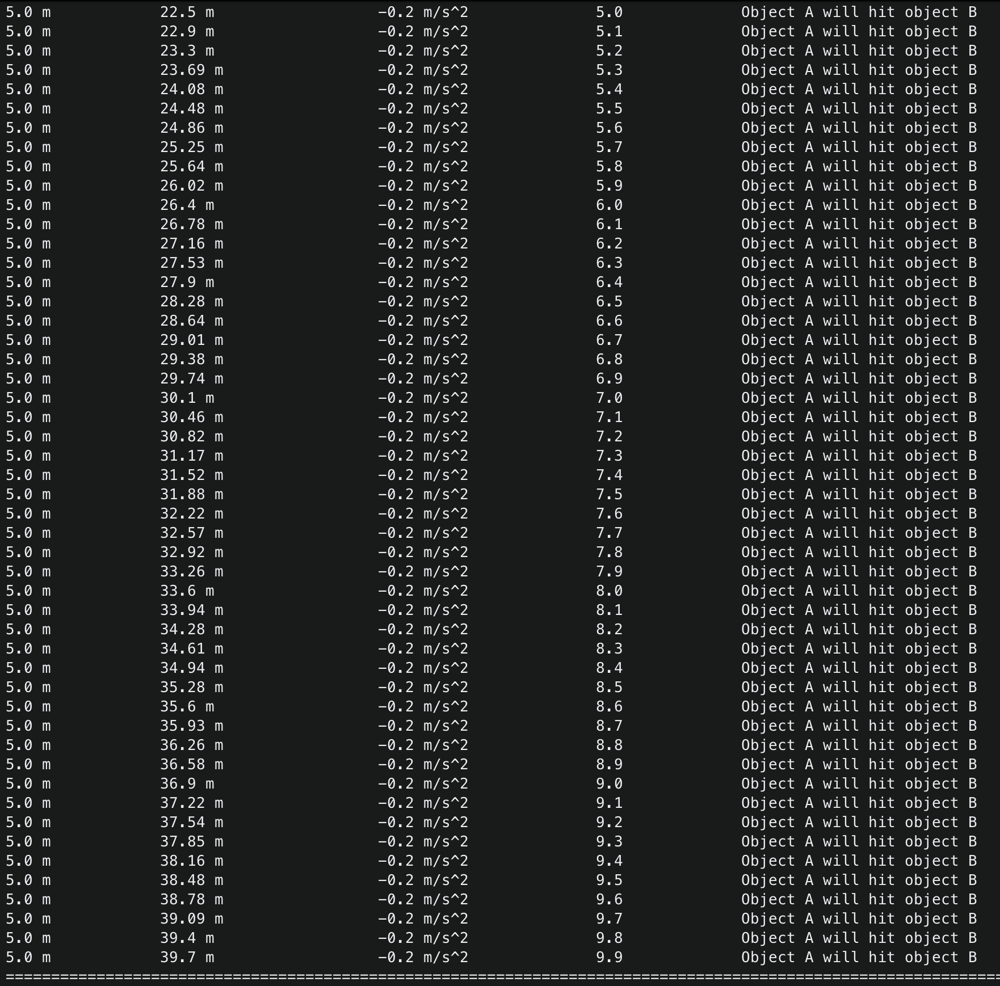 5.0 m 22.5 m -0.2 m/s^2 5.0 Object A will hit object B
5.0 m 22.9 m -0.2 m/s^2 5.1 Object A will hit object B
5.0 m 23.3 m -0.2 m/s^2 5.2 Object A will hit object B
5.0 m 23.69 m -0.2 m/s^2 5.3 Object A will hit object B
5.0 m 24.08 m -0.2 m/s^2 5.4 Object A will hit object B
5.0 m 24.48 m -0.2 m/s^2 5.5 Object A will hit object B
5.0 m 24.86 m -0.2 m/s^2 5.6 Object A will hit object B
5.0 m 25.25 m -0.2 m/s^2 5.7 Object A will hit object B
5.0 m 25.64 m -0.2 m/s^2 5.8 Object A will hit object B
5.0 m 26.02 m -0.2 m/s^2 5.9 Object A will hit object B
5.0 m 26.4 m -0.2 m/s^2 6.0 Object A will hit object B
5.0 m 26.78 m -0.2 m/s^2 6.1 Object A will hit object B
5.0 m 27.16 m -0.2 m/s^2 6.2 Object A will hit object B
5.0 m 27.53 m -0.2 m/s^2 6.3 Object A will hit object B
5.0 m 27.9 m -0.2 m/s^2 6.4 Object A will hit object B
5.0 m 28.28 m -0.2 m/s^2 6.5 Object A will hit object B
5.0 m 28.64 m -0.2 m/s^2 6.6 Object A will hit object B
5.0 m 29.01 m -0.2 m/s^2 6.7 Object A will hit object B
5.0 m 29.38 m -0.2 m/s^2 6.8 Object A will hit object B
5.0 m 29.74 m -0.2 m/s^2 6.9 Object A will hit object B
5.0 m 30.1 m -0.2 m/s^2 7.0 Object A will hit object B
5.0 m 30.46 m -0.2 m/s^2 7.1 Object A will hit object B
5.0 m 30.82 m -0.2 m/s^2 7.2 Object A will hit object B
5.0 m 31.17 m -0.2 m/s^2 7.3 Object A will hit object B
5.0 m 31.52 m -0.2 m/s^2 7.4 Object A will hit object B
5.0 m 31.88 m -0.2 m/s^2 7.5 Object A will hit object B
5.0 m 32.22 m -0.2 m/s^2 7.6 Object A will hit object B
5.0 m 32.57 m -0.2 m/s^2 7.7 Object A will hit object B
5.0 m 32.92 m -0.2 m/s^2 7.8 Object A will hit object B
5.0 m 33.26 m -0.2 m/s^2 7.9 Object A will hit object B
5.0 m 33.6 m -0.2 m/s^2 8.0 Object A will hit object B
5.0 m 33.94 m -0.2 m/s^2 8.1 Object A will hit object B
5.0 m 34.28 m -0.2 m/s^2 8.2 Object A will hit object B
5.0 m 34.61 m -0.2 m/s^2 8.3 Object A will hit object B
5.0 m 34.94 m -0.2 m/s^2 8.4 Object A will hit object B
5.0 m 35.28 m -0.2 m/s^2 8.5 Object A will hit object B
5.0 m 35.6 m -0.2 m/s^2 8.6 Object A will hit object B
5.0 m 35.93 m -0.2 m/s^2 8.7 Object A will hit object B
5.0 m 36.26 m -0.2 m/s^2 8.8 Object A will hit object B
5.0 m 36.58 m -0.2 m/s^2 8.9 Object A will hit object B
5.0 m 36.9 m -0.2 m/s^2 9.0 Object A will hit object B
5.0 m 37.22 m -0.2 m/s^2 9.1 Object A will hit object B
5.0 m 37.54 m -0.2 m/s^2 9.2 Object A will hit object B
5.0 m 37.85 m -0.2 m/s^2 9.3 Object A will hit object B
5.0 m 38.16 m -0.2 m/s^2 9.4 Object A will hit object B
5.0 m 38.48 m -0.2 m/s^2 9.5 Object A will hit object B
5.0 m 38.78 m -0.2 m/s^2 9.6 Object A will hit object B
5.0 m 39.09 m -0.2 m/s^2 9.7 Object A will hit object B
5.0 m 39.4 m -0.2 m/s^2 9.8 Object A will hit object B
5.0 m 39.7 m -0.2 m/s^2 9.9 Object A will hit object B
==============================================================================================================